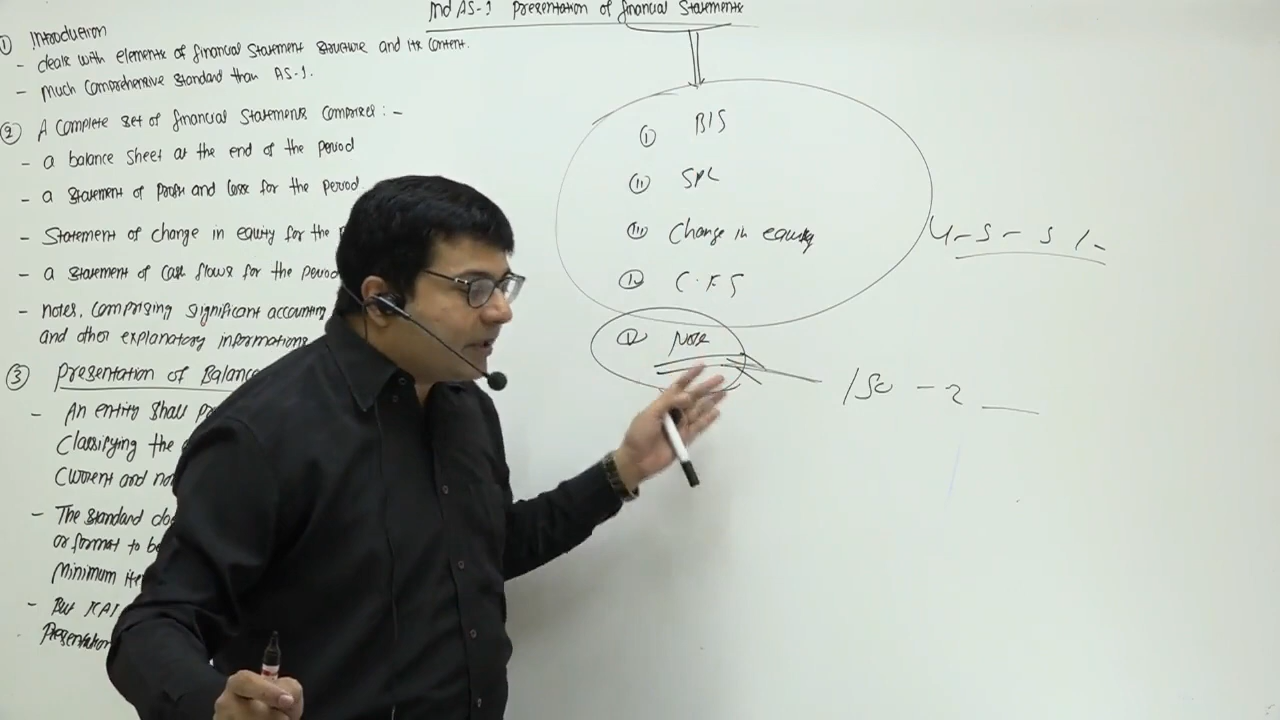 Ind AS-1 Presentation of financial Statements
① Introduction
- deals with elements of financial Statement Structure and its content.
- Much Comprehensive Standard than AS-1.
② A Complete set of financial Statements Comprises :-
- a balance sheet at the end of the period
- a Statement of Profit and loss for the period
- Statement of change in equity for the
- a Statement of Cash flows for the period
- notes, Comprising Significant accounting
and other explanatory informations
③ Presentation of Balance
- An entity shall
Classifying the
Current and
- The Standard
or format to be
Minimum
- But ICAI
Presentation
(i) B/S
(ii) SPL
(iii) Change in equity
(iv) C.F.S
(v) Note
4-5-5/-
150-2